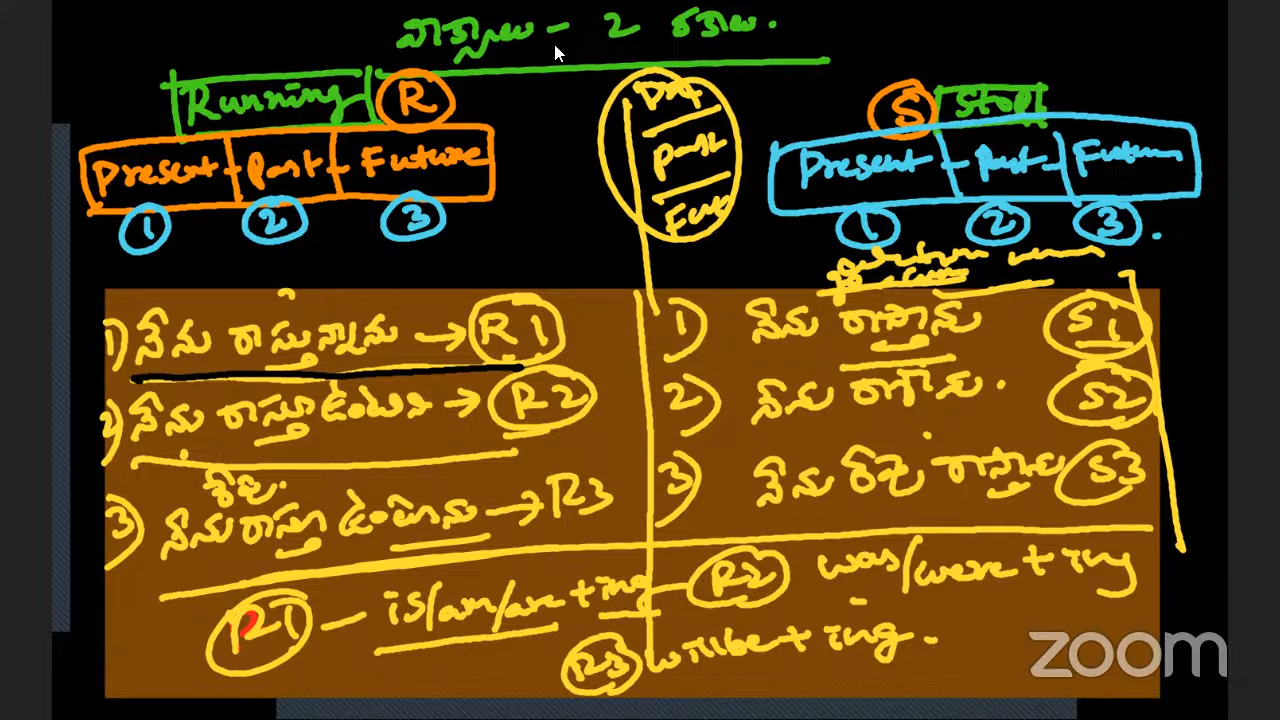 వాక్యాలు - 2 రకాలు.
Running R
Present - Past - Future
1 2 3
Prt
Past
Fut
S Stop
Present - Past - Future
1 2 3
1) నేను రాస్తున్నాను → R1
2) నేను రాస్తూ ఉంటిని → R2
రేపు.
3) నేను రాస్తూ ఉంటాను → R3
1) నేను రాస్తాను S1
2) నేను రాశాను. S2
3) నేను రేపు రాస్తాను S3
R1 - is/am/are + ing - R2 was/were + ing
R3 will be + ing.
zoom